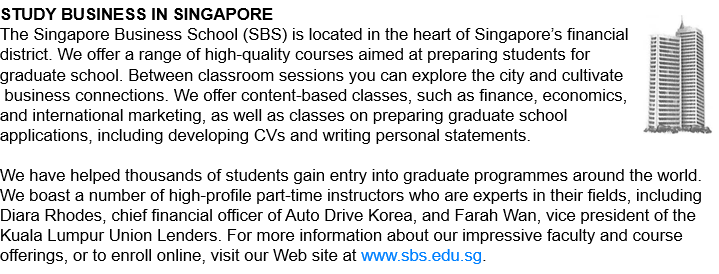 STUDY BUSINESS IN SINGAPORE
The Singapore Business School (SBS) is located in the heart of Singapore's financial
district. We offer a range of high-quality courses aimed at preparing students for
graduate school. Between classroom sessions you can explore the city and cultivate
business connections. We offer content-based classes, such as finance, economics,
and international marketing, as well as classes on preparing graduate school
applications, including developing CVs and writing personal statements.
We have helped thousands of students gain entry into graduate programmes around the world.
We boast a number of high-profile part-time instructors who are experts in their fields, including
Diara Rhodes, chief financial officer of Auto Drive Korea, and Farah Wan, vice president of the
Kuala Lumpur Union Lenders. For more information about our impressive faculty and course
offerings, or to enroll online, visit our Web site at www.sbs.edu.sg.